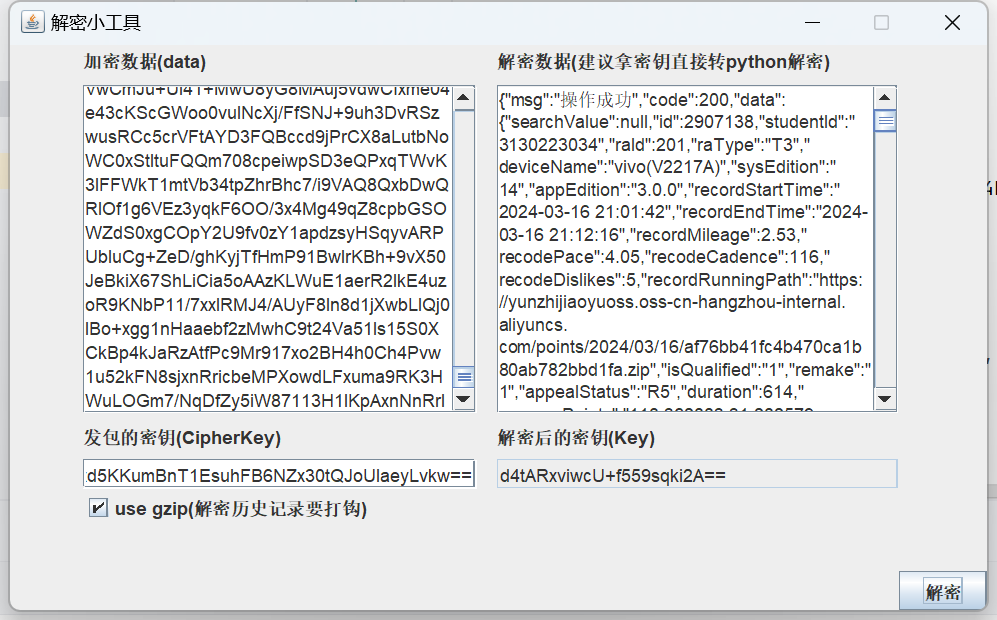 解密小工具
加密数据(data)
解密数据(建议拿密钥直接转python解密)
VwCmJu+Ul4T+MwU8yG8MAuj5vdwCIxme04
e43cKScGWoo0vulNcXj/FfSNJ+9uh3DvRSz
wusRCc5crVFtAYD3FQBccd9jPrCX8aLutbNo
WC0xStltuFQQm708cpeiwpSD3eQPxqTWvK
3lFFWkT1mtVb34tpZhrBhc7/i9VAQ8QxbDwQ
RIOf1g6VEz3yqkF6OO/3x4Mg49qZ8cpbGSO
WZdS0xgCOpY2U9fv0zY1apdzsyHSqyvARP
UbluCg+ZeD/ghKyjTfHmP91BwlrKBh+9vX50
JeBkiX67ShLiCia5oAAzKLWuE1aerR2lkE4uz
oR9KNbP11/7xxlRMJ4/AUyF8ln8d1jXwbLlQj0
lBo+xgg1nHaaebf2zMwhC9t24Va51ls15S0X
CkBp4kJaRzAtfPc9Mr917xo2BH4h0Ch4Pvw
1u52kFN8sjxnRricbeMPXowdLFxuma9RK3H
WuLOGm7/NqDfZy5iW87113H1lKpAxnNnRrl
{"msg":"操作成功","code":200,"data":
{"searchValue":null,"id":2907138,"studentId":"
3130223034","raId":201,"raType":"T3","
deviceName":"vivo(V2217A)","sysEdition":"
14","appEdition":"3.0.0","recordStartTime":"
2024-03-16 21:01:42","recordEndTime":"2024-
03-16 21:12:16","recordMileage":2.53,"
recodePace":4.05,"recodeCadence":116,"
recodeDislikes":5,"recordRunningPath":"https:
//yunzhijiaoyuoss.oss-cn-hangzhou-internal.
aliyuncs.
com/points/2024/03/16/af76bb41fc4b470ca1b
80ab782bbd1fa.zip","isQualified":"1","remake":"
1","appealStatus":"R5","duration":614,"
发包的密钥(CipherKey)
解密后的密钥(Key)
d5KKumBnT1EsuhFB6NZx30tQJoUlaeyLvkw==
d4tARxviwcU+f559sqki2A==
use gzip(解密历史记录要打钩)
解密